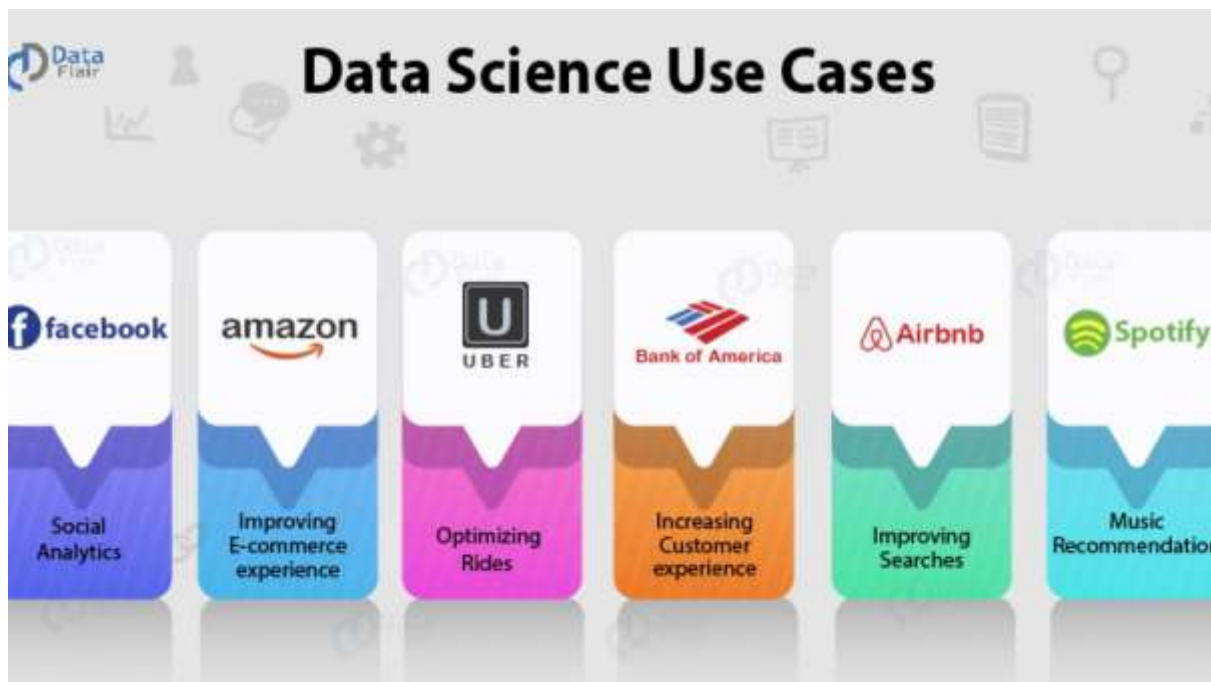 Data
Flair
Data Science Use Cases
facebook
amazon
U
UBER
Bank of America
Airbnb
Spotify
Social
Analytics
Improving
E-commerce
experience
Optimizing
Rides
Increasing
Customer
experience
Improving
Searches
Music
Recommendation